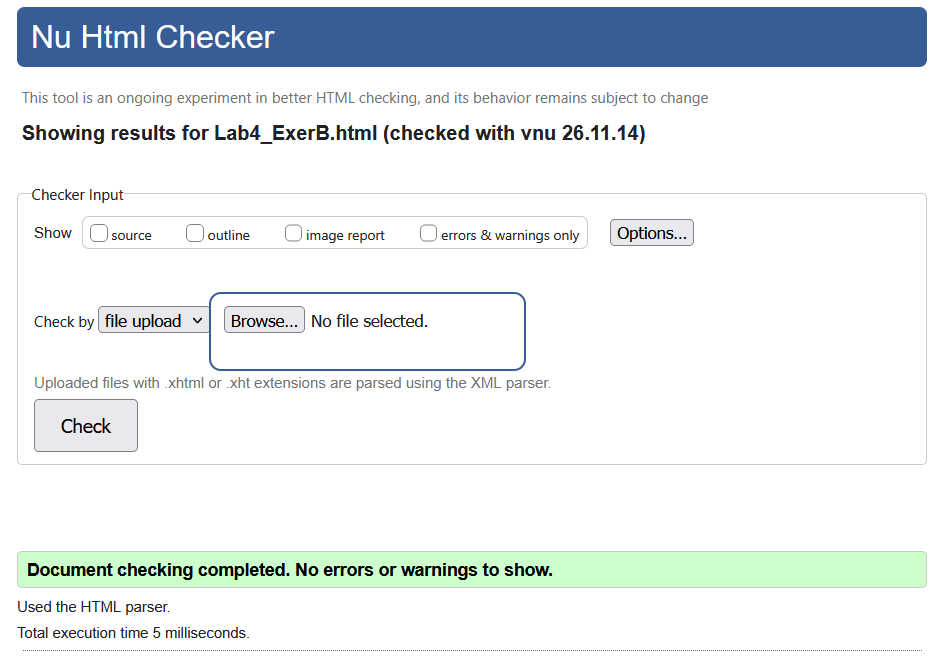 Nu Html Checker
This tool is an ongoing experiment in better HTML checking, and its behavior remains subject to change
Showing results for Lab4_ExerB.html (checked with vnu 26.11.14)
Checker Input
Show source outline image report errors & warnings only Options...
Check by file upload Browse... No file selected.
Uploaded files with .xhtml or .xht extensions are parsed using the XML parser.
Check
Document checking completed. No errors or warnings to show.
Used the HTML parser.
Total execution time 5 milliseconds.